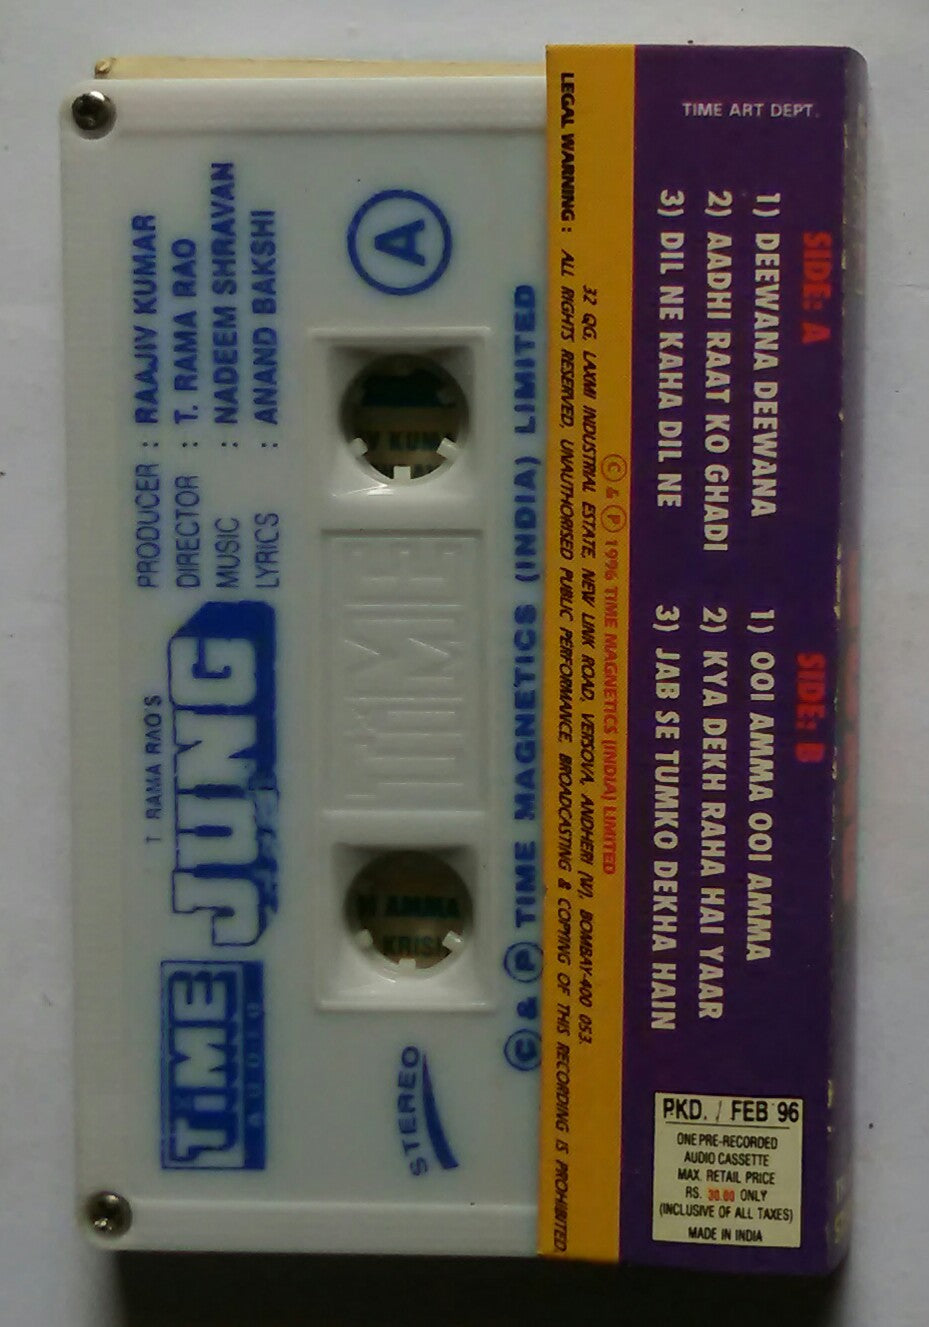 TIME ART DEPT.
SIDE: A
1) DEEWANA DEEWANA
2) AADHI RAAT KO GHADI
3) DIL NE KAHA DIL NE
SIDE: B
1) OOI AMMA OOI AMMA
2) KYA DEKH RAHA HAI YAAR
3) JAB SE TUMKO DEKHA HAIN
PKD. / FEB 96
ONE PRE-RECORDED
AUDIO CASSETTE
MAX. RETAIL PRICE
RS. 30.00 ONLY
(INCLUSIVE OF ALL TAXES)
MADE IN INDIA
© & ℗ 1996 TIME MAGNETICS (INDIA) LIMITED
32 QG, LAXMI INDUSTRIAL ESTATE, NEW LINK ROAD, VERSOVA, ANDHERI (W), BOMBAY-400 053.
LEGAL WARNING : ALL RIGHTS RESERVED, UNAUTHORISED PUBLIC PERFORMANCE, BROADCASTING & COPYING OF THIS RECORDING IS PROHIBITED.
TIME
AUDIO
T RAMA RAO'S
JUNG
PRODUCER : RAAJIV KUMAR
DIRECTOR : T. RAMA RAO
MUSIC : NADEEM SHRAVAN
LYRICS : ANAND BAKSHI
STEREO
TIME
A
© & ℗ TIME MAGNETICS (INDIA) LIMITED
V KUM
AMMA
KRISH